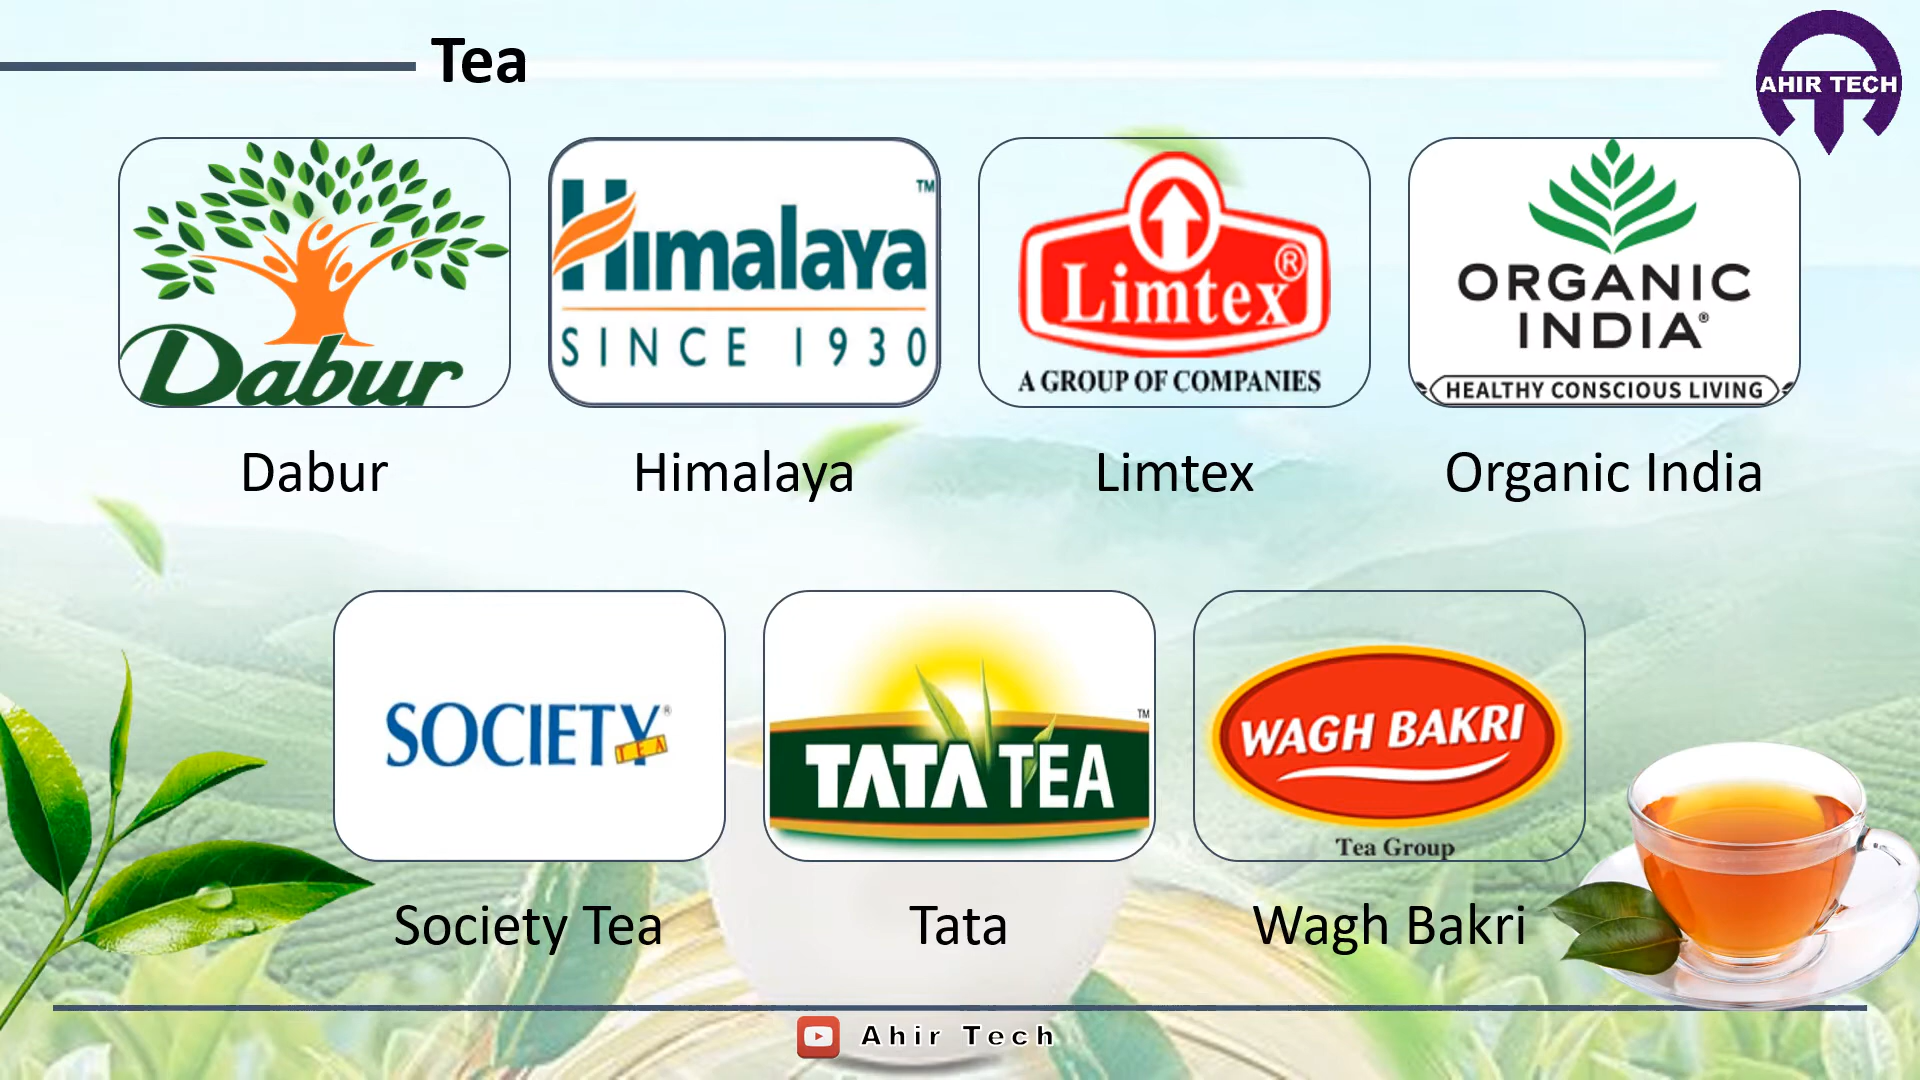 Tea
AHIR TECH
Dabur
Himalaya
TM
SINCE 1930
Limtex®
A GROUP OF COMPANIES
ORGANIC
INDIA®
HEALTHY CONSCIOUS LIVING
Dabur
Himalaya
Limtex
Organic India
SOCIETY®
TEA
TATA TEA
TM
WAGH BAKRI
Tea Group
Society Tea
Tata
Wagh Bakri
Ahir Tech